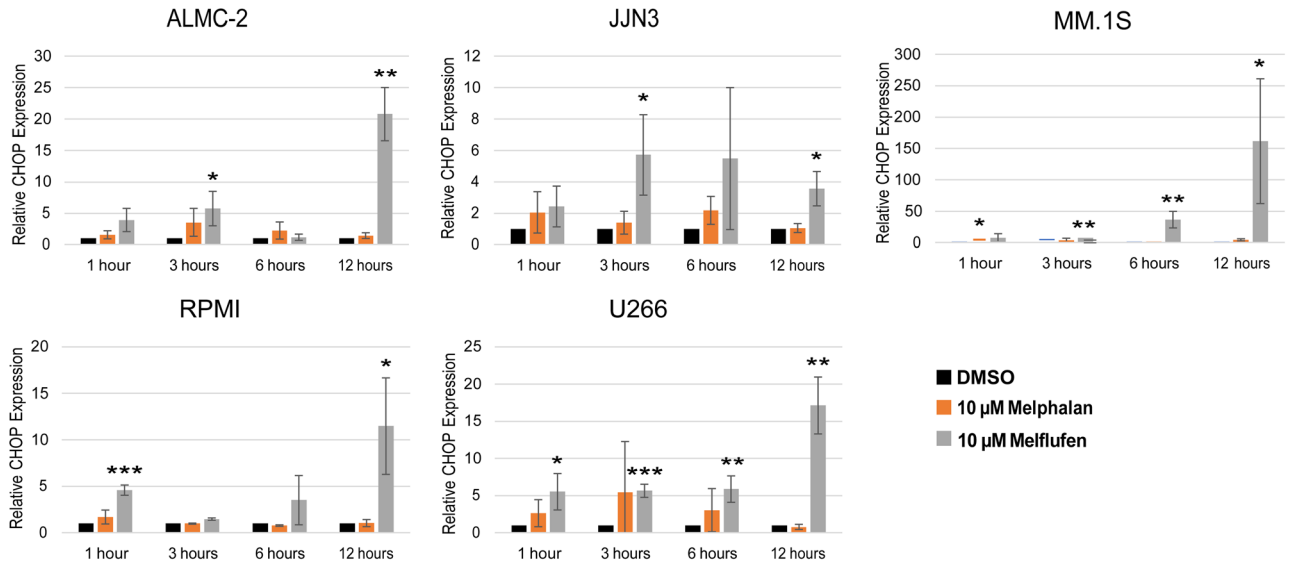 ALMC-2
Relative CHOP Expression
30
25
20
15
10
5
0
*
**
1 hour 3 hours 6 hours 12 hours
JJN3
Relative CHOP Expression
12
10
8
6
4
2
0
*
*
1 hour 3 hours 6 hours 12 hours
MM.1S
Relative CHOP Expression
300
250
200
150
100
50
0
*
**
**
*
1 hour 3 hours 6 hours 12 hours
RPMI
Relative CHOP Expression
20
15
10
5
0
***
*
1 hour 3 hours 6 hours 12 hours
U266
Relative CHOP Expression
25
20
15
10
5
0
*
***
**
**
1 hour 3 hours 6 hours 12 hours
DMSO
10 µM Melphalan
10 µM Melflufen